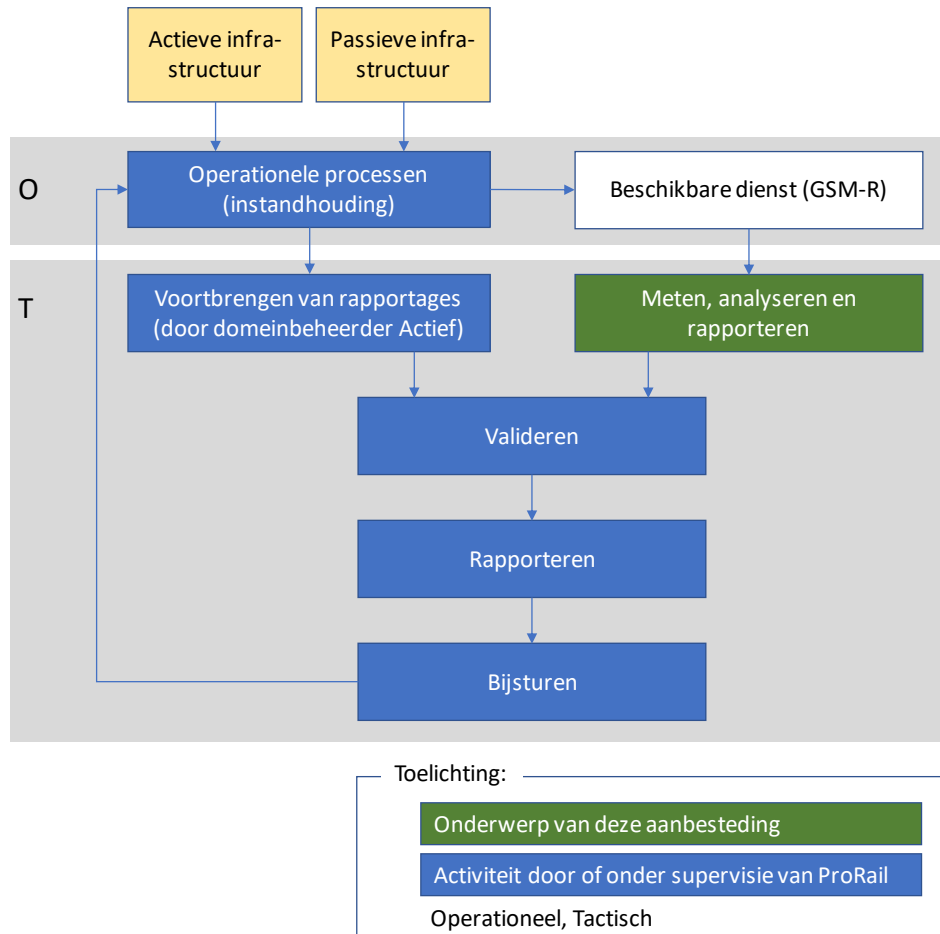 Actieve infra-
structuur
Passieve infra-
structuur
O
Operationele processen
(instandhouding)
Beschikbare dienst (GSM-R)
T
Voortbrengen van rapportages
(door domeinbeheerder Actief)
Meten, analyseren en
rapporteren
Valideren
Rapporteren
Bijsturen
Toelichting:
Onderwerp van deze aanbesteding
Activiteit door of onder supervisie van ProRail
Operationeel, Tactisch